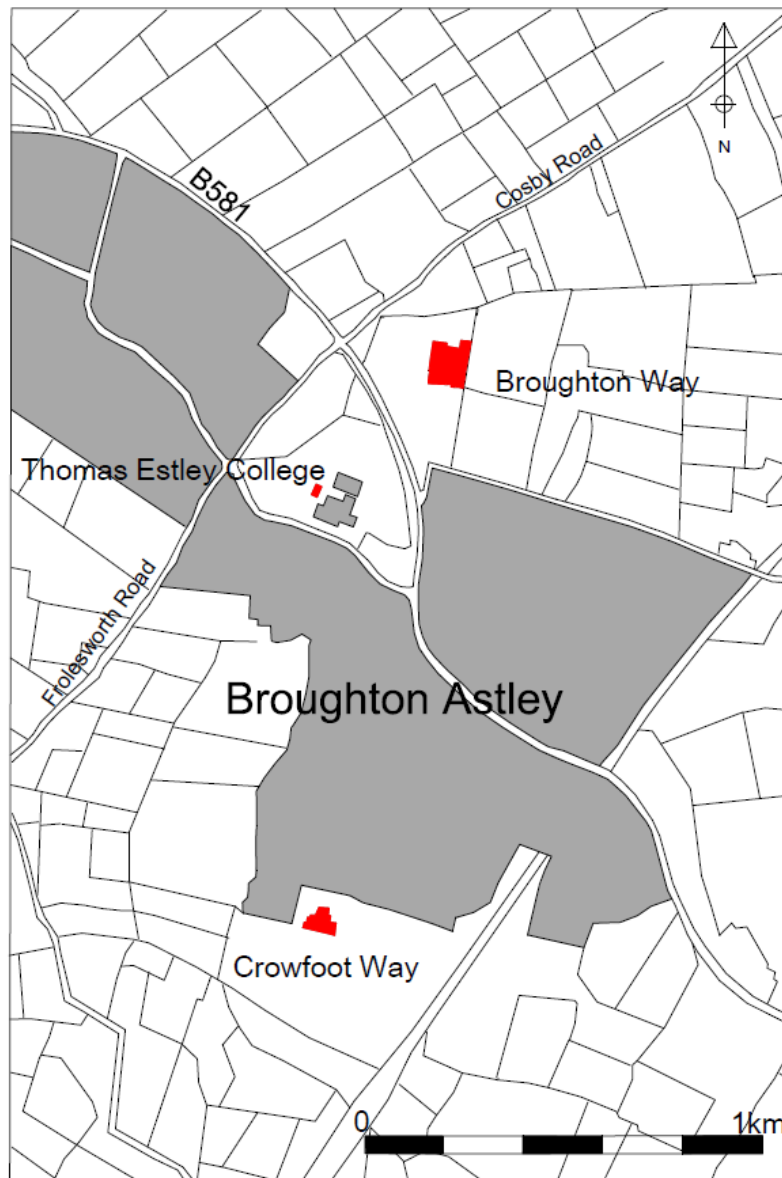 N
Cosby Road
B581
Broughton Way
Thomas Estley College
Frolesworth Road
Broughton Astley
Crowfoot Way
0 1km